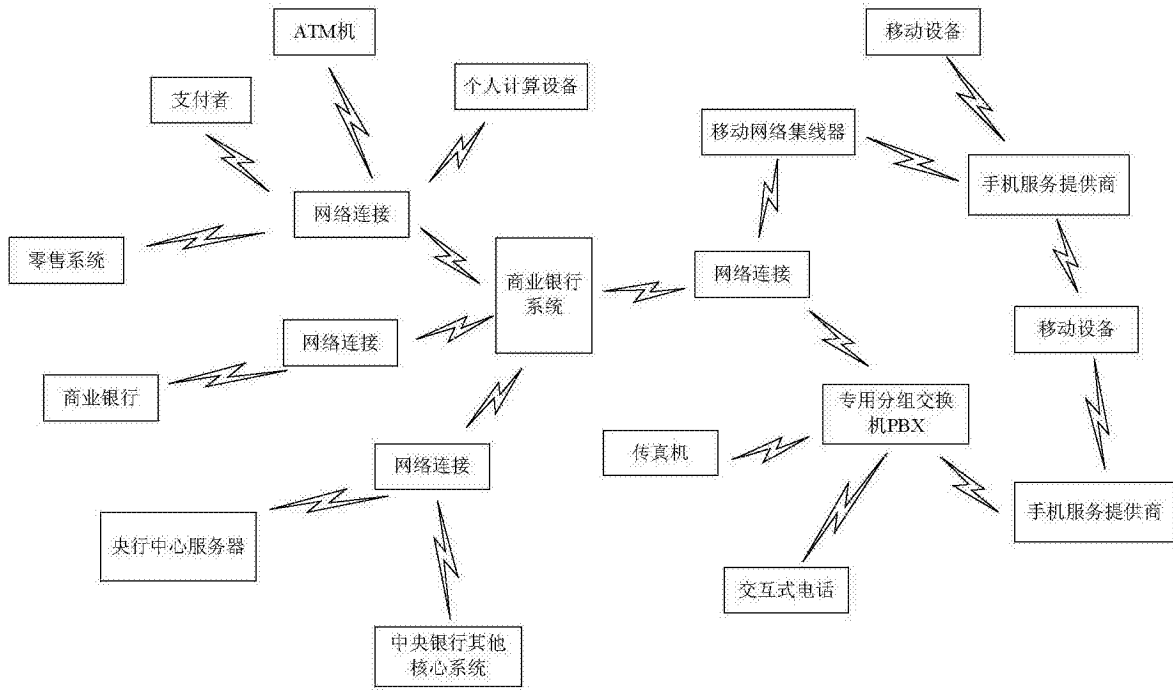 ATM机
移动设备
支付者
个人计算设备
移动网络集线器
手机服务提供商
网络连接
零售系统
商业银行
系统
网络连接
移动设备
网络连接
商业银行
专用分组交换
机PBX
传真机
网络连接
手机服务提供商
央行中心服务器
交互式电话
中央银行其他
核心系统